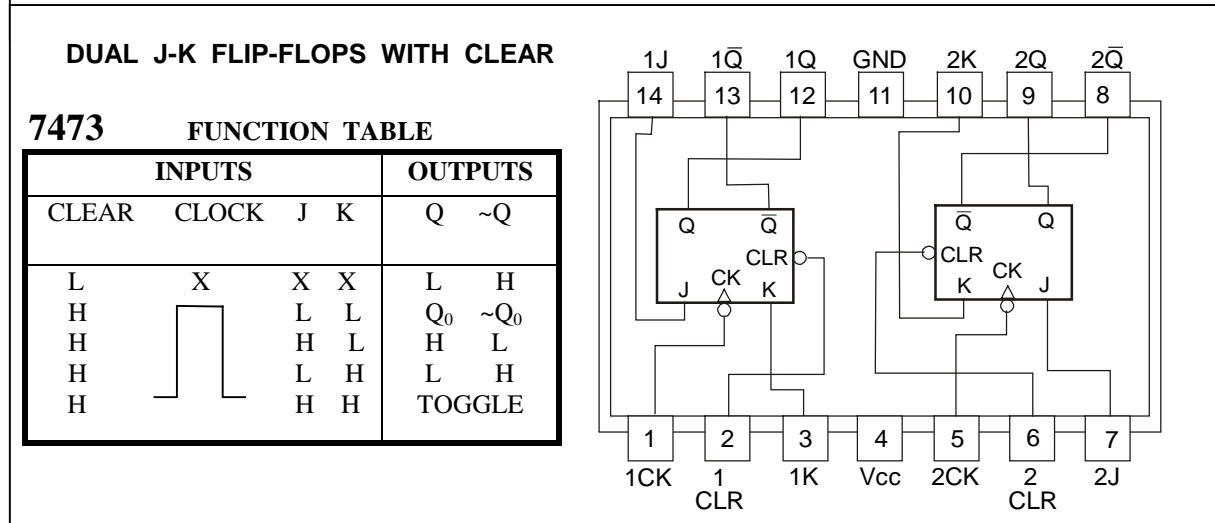 DUAL J-K FLIP-FLOPS WITH CLEAR
7473 FUNCTION TABLE
INPUTS OUTPUTS
CLEAR CLOCK J K Q ~Q
L X X X L H
H L L Q₀ ~Q₀
H H L H L
H L H L H
H H H TOGGLE
1J 1Q̅ 1Q GND 2K 2Q 2Q̅
14 13 12 11 10 9 8
Q Q̅ Q̅ Q
CLR CLR
J CK K K CK J
1 2 3 4 5 6 7
1CK 1 1K Vcc 2CK 2 2J
CLR CLR